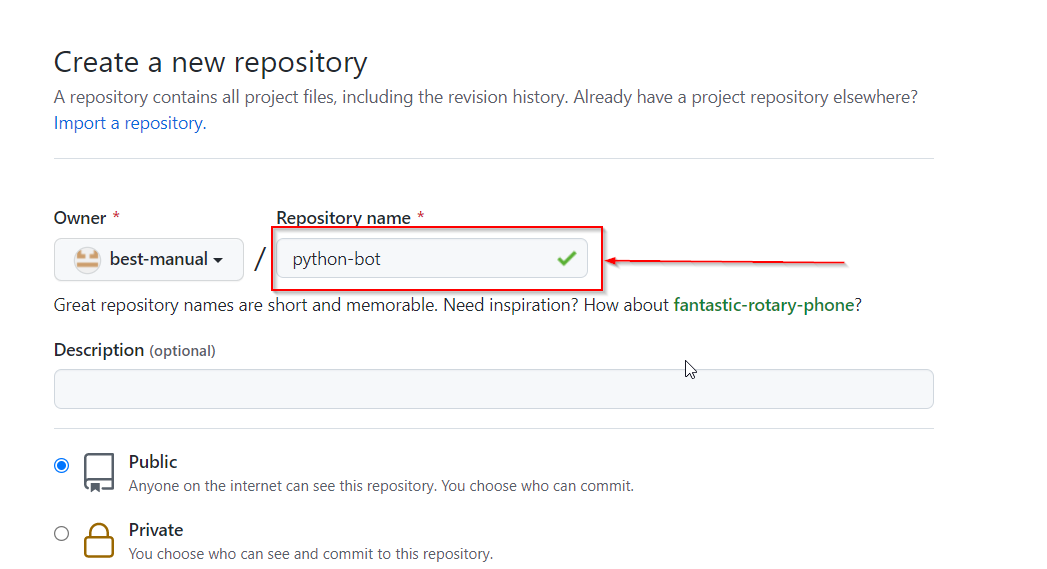 Create a new repository
A repository contains all project files, including the revision history. Already have a project repository elsewhere?
Import a repository.
Owner * Repository name *
best-manual / python-bot
Great repository names are short and memorable. Need inspiration? How about fantastic-rotary-phone?
Description (optional)
Public
Anyone on the internet can see this repository. You choose who can commit.
Private
You choose who can see and commit to this repository.